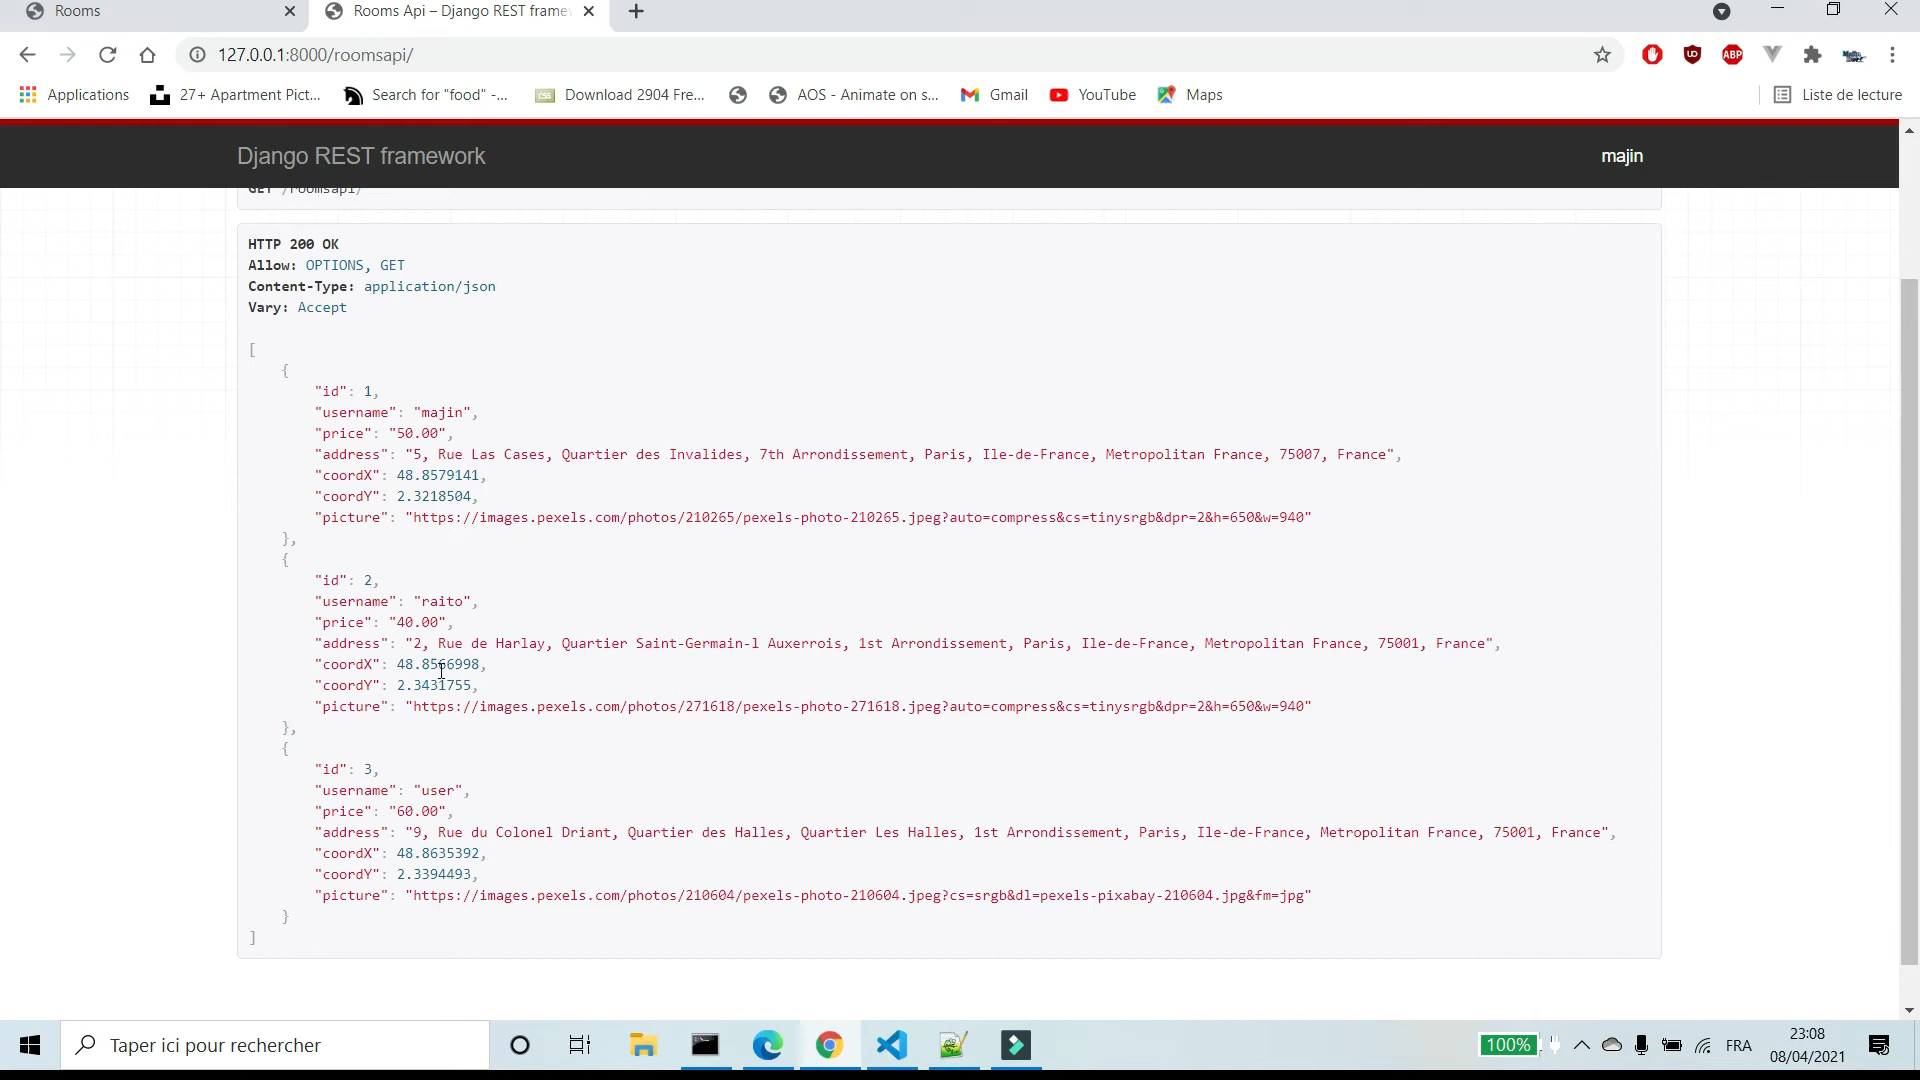 Rooms
Rooms Api – Django REST frame
127.0.0.1:8000/roomsapi/
ABP
Applications
27+ Apartment Pict...
Search for "food" -...
Download 2904 Fre...
AOS - Animate on s...
Gmail
YouTube
Maps
Liste de lecture
Django REST framework
majin
GET /roomsapi/
HTTP 200 OK
Allow: OPTIONS, GET
Content-Type: application/json
Vary: Accept
[
{
"id": 1,
"username": "majin",
"price": "50.00",
"address": "5, Rue Las Cases, Quartier des Invalides, 7th Arrondissement, Paris, Ile-de-France, Metropolitan France, 75007, France",
"coordX": 48.8579141,
"coordY": 2.3218504,
"picture": "https://images.pexels.com/photos/210265/pexels-photo-210265.jpeg?auto=compress&cs=tinysrgb&dpr=2&h=650&w=940"
},
{
"id": 2,
"username": "raito",
"price": "40.00",
"address": "2, Rue de Harlay, Quartier Saint-Germain-l Auxerrois, 1st Arrondissement, Paris, Ile-de-France, Metropolitan France, 75001, France",
"coordX": 48.8566998,
"coordY": 2.3431755,
"picture": "https://images.pexels.com/photos/271618/pexels-photo-271618.jpeg?auto=compress&cs=tinysrgb&dpr=2&h=650&w=940"
},
{
"id": 3,
"username": "user",
"price": "60.00",
"address": "9, Rue du Colonel Driant, Quartier des Halles, Quartier Les Halles, 1st Arrondissement, Paris, Ile-de-France, Metropolitan France, 75001, France",
"coordX": 48.8635392,
"coordY": 2.3394493,
"picture": "https://images.pexels.com/photos/210604/pexels-photo-210604.jpeg?cs=srgb&dl=pexels-pixabay-210604.jpg&fm=jpg"
}
]
Taper ici pour rechercher
100%
FRA
23:08
08/04/2021